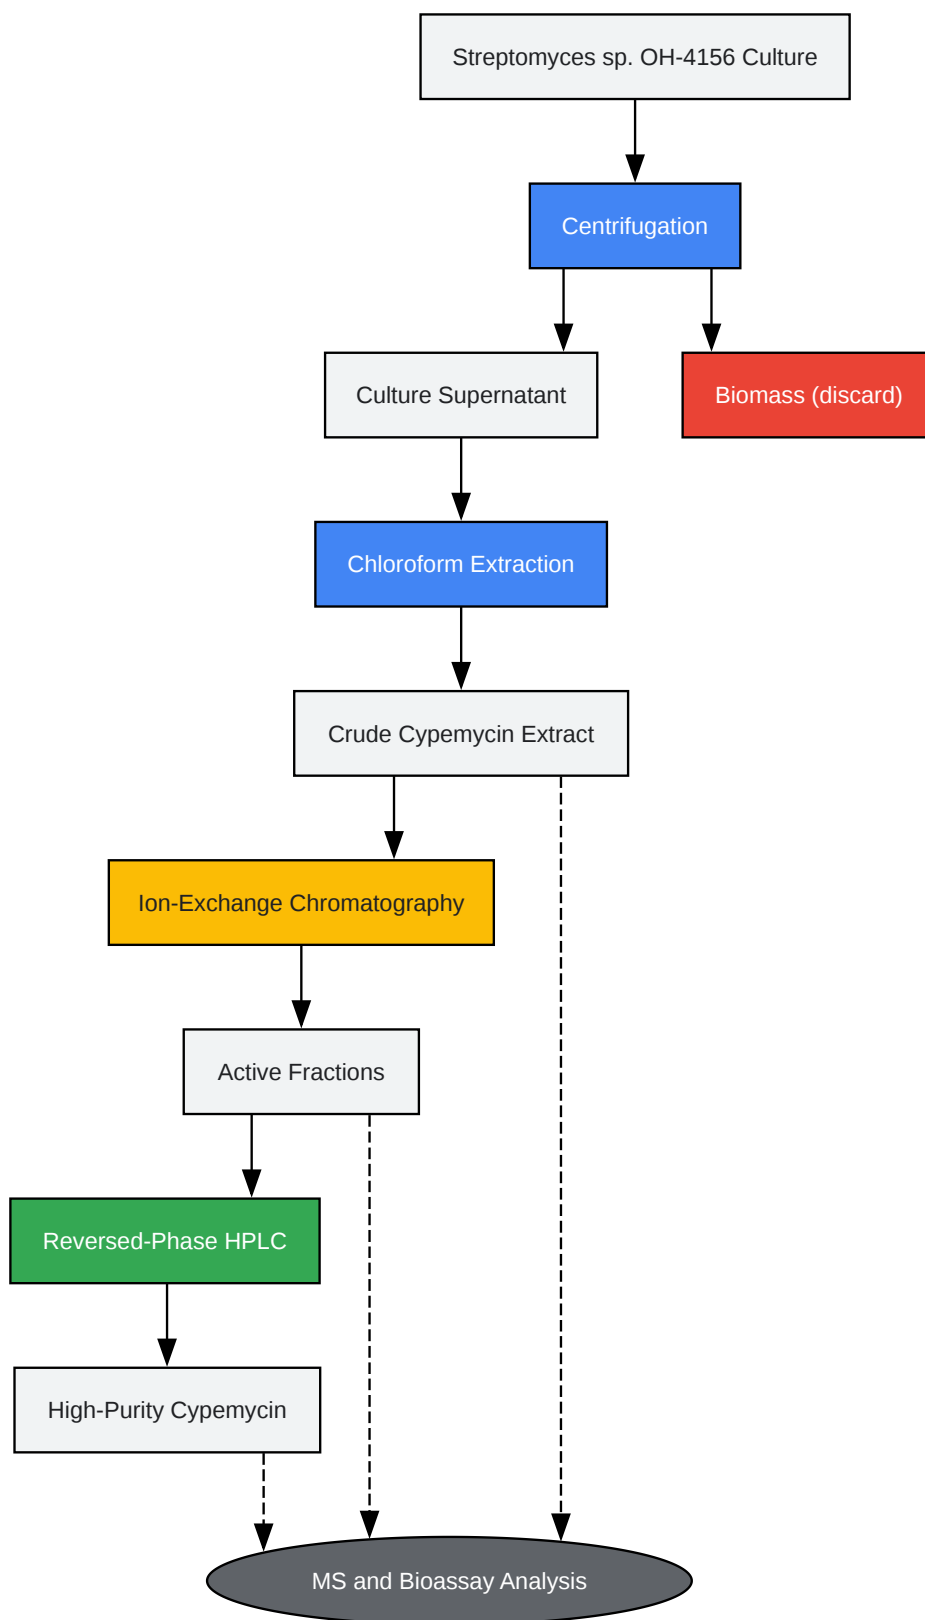 Streptomyces sp. OH-4156 Culture
Centrifugation
Culture Supernatant
Biomass (discard)
Chloroform Extraction
Crude Cypemycin Extract
Ion-Exchange Chromatography
Active Fractions
Reversed-Phase HPLC
High-Purity Cypemycin
MS and Bioassay Analysis